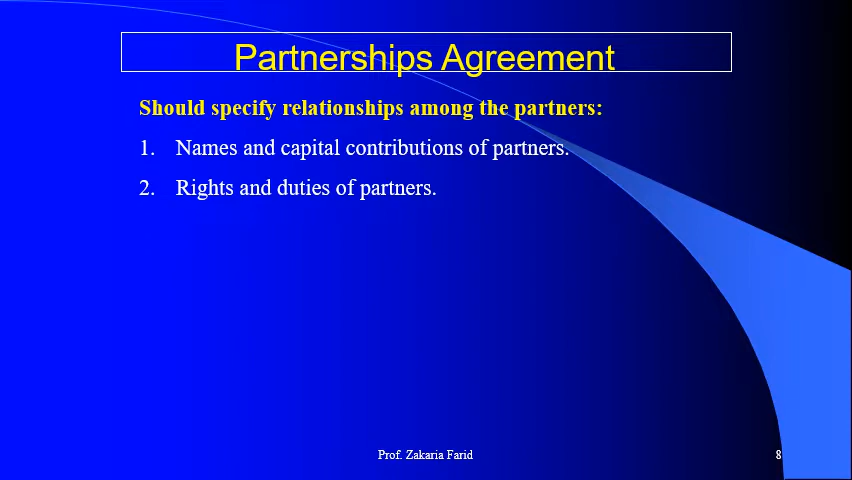 Partnerships Agreement
Should specify relationships among the partners:
1. Names and capital contributions of partners.
2. Rights and duties of partners.
Prof. Zakaria Farid
8